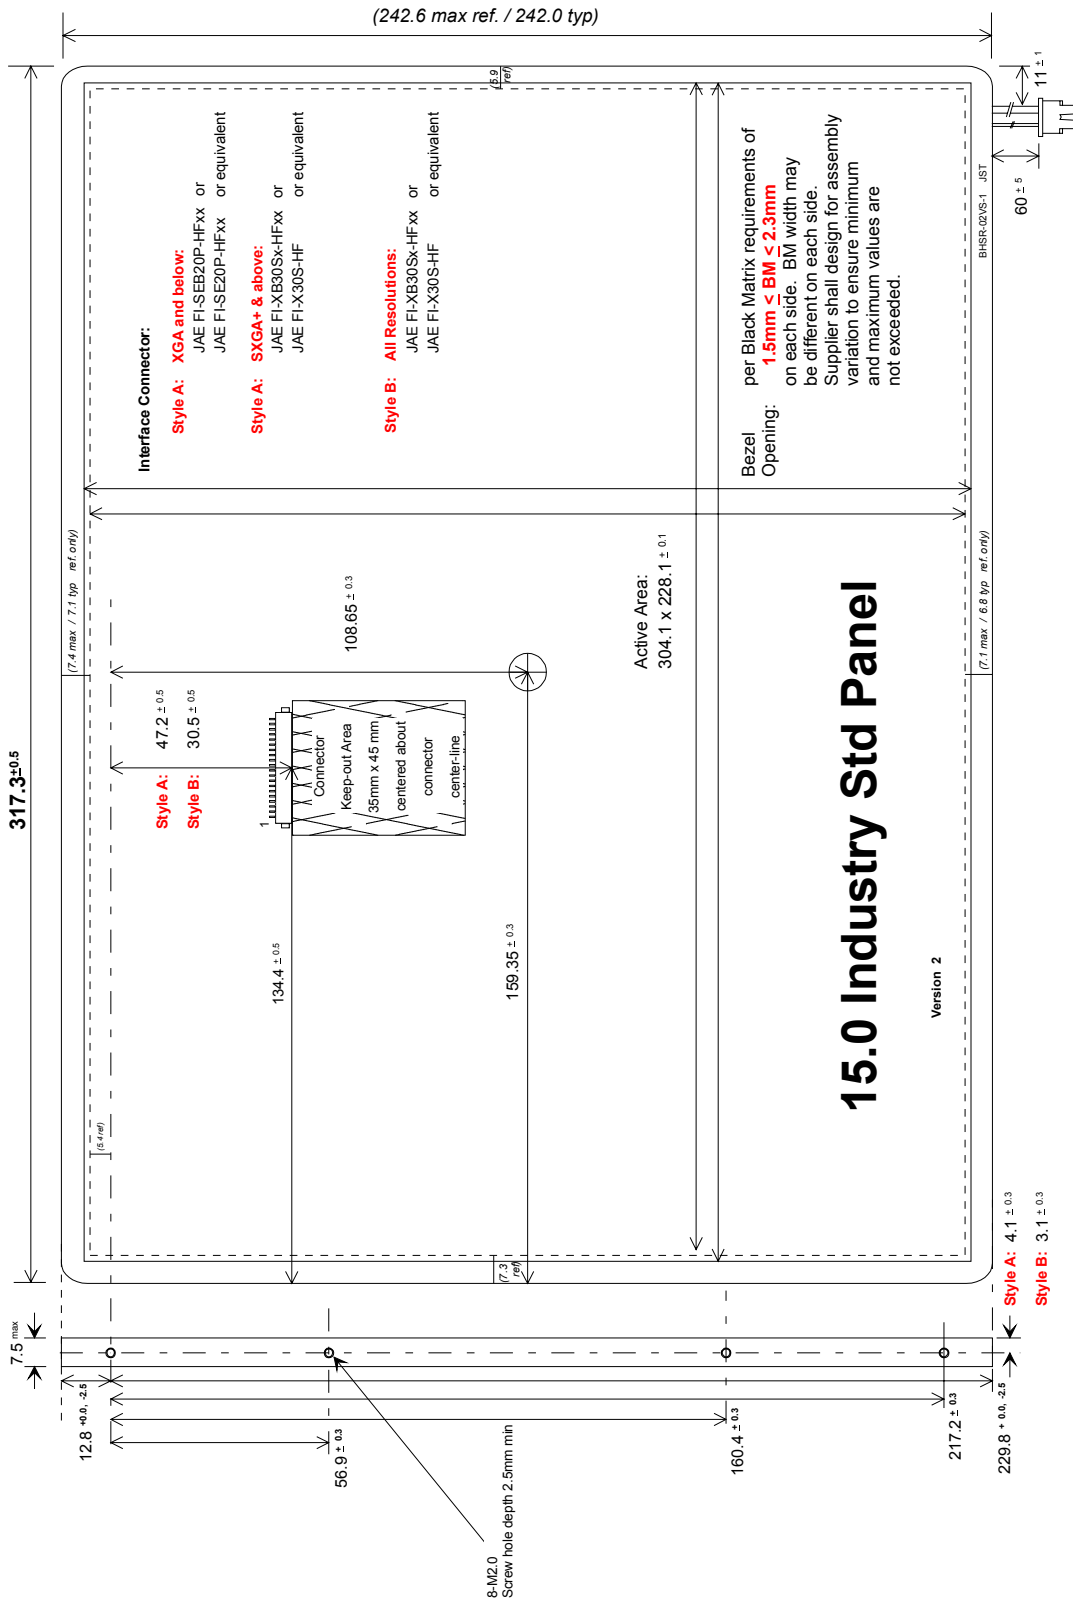 (242.6 max ref. / 242.0 typ)
317.3±0.5
(5.9 ref)
11 ± 1
60 ± 5
BHSR-02VS-1 JST
Interface Connector:
Style A: XGA and below:
JAE FI-SEB20P-HFxx or
JAE FI-SE20P-HFxx or equivalent
Style A: SXGA+ & above:
JAE FI-XB30Sx-HFxx or
JAE FI-X30S-HF or equivalent
Style B: All Resolutions:
JAE FI-XB30Sx-HFxx or
JAE FI-X30S-HF or equivalent
Bezel Opening:
per Black Matrix requirements of
1.5mm < BM < 2.3mm
on each side. BM width may
be different on each side.
Supplier shall design for assembly
variation to ensure minimum
and maximum values are
not exceeded.
(7.4 max / 7.1 typ ref. only)
(7.1 max / 6.8 typ ref. only)
108.65 ± 0.3
Style A: 47.2 ± 0.5
Style B: 30.5 ± 0.5
1
Connector
Keep-out Area
35mm x 45 mm
centered about
connector
center-line
Active Area:
304.1 x 228.1 ± 0.1
134.4 ± 0.5
159.35 ± 0.3
15.0 Industry Std Panel
Version 2
(5.4 ref)
(7.3 ref)
7.5 max
Style A: 4.1 ± 0.3
Style B: 3.1 ± 0.3
12.8 +0.0, -2.5
56.9 ± 0.3
160.4 ± 0.3
217.2 ± 0.3
229.8 + 0.0, -2.5
8-M2.0
Screw hole depth 2.5mm min